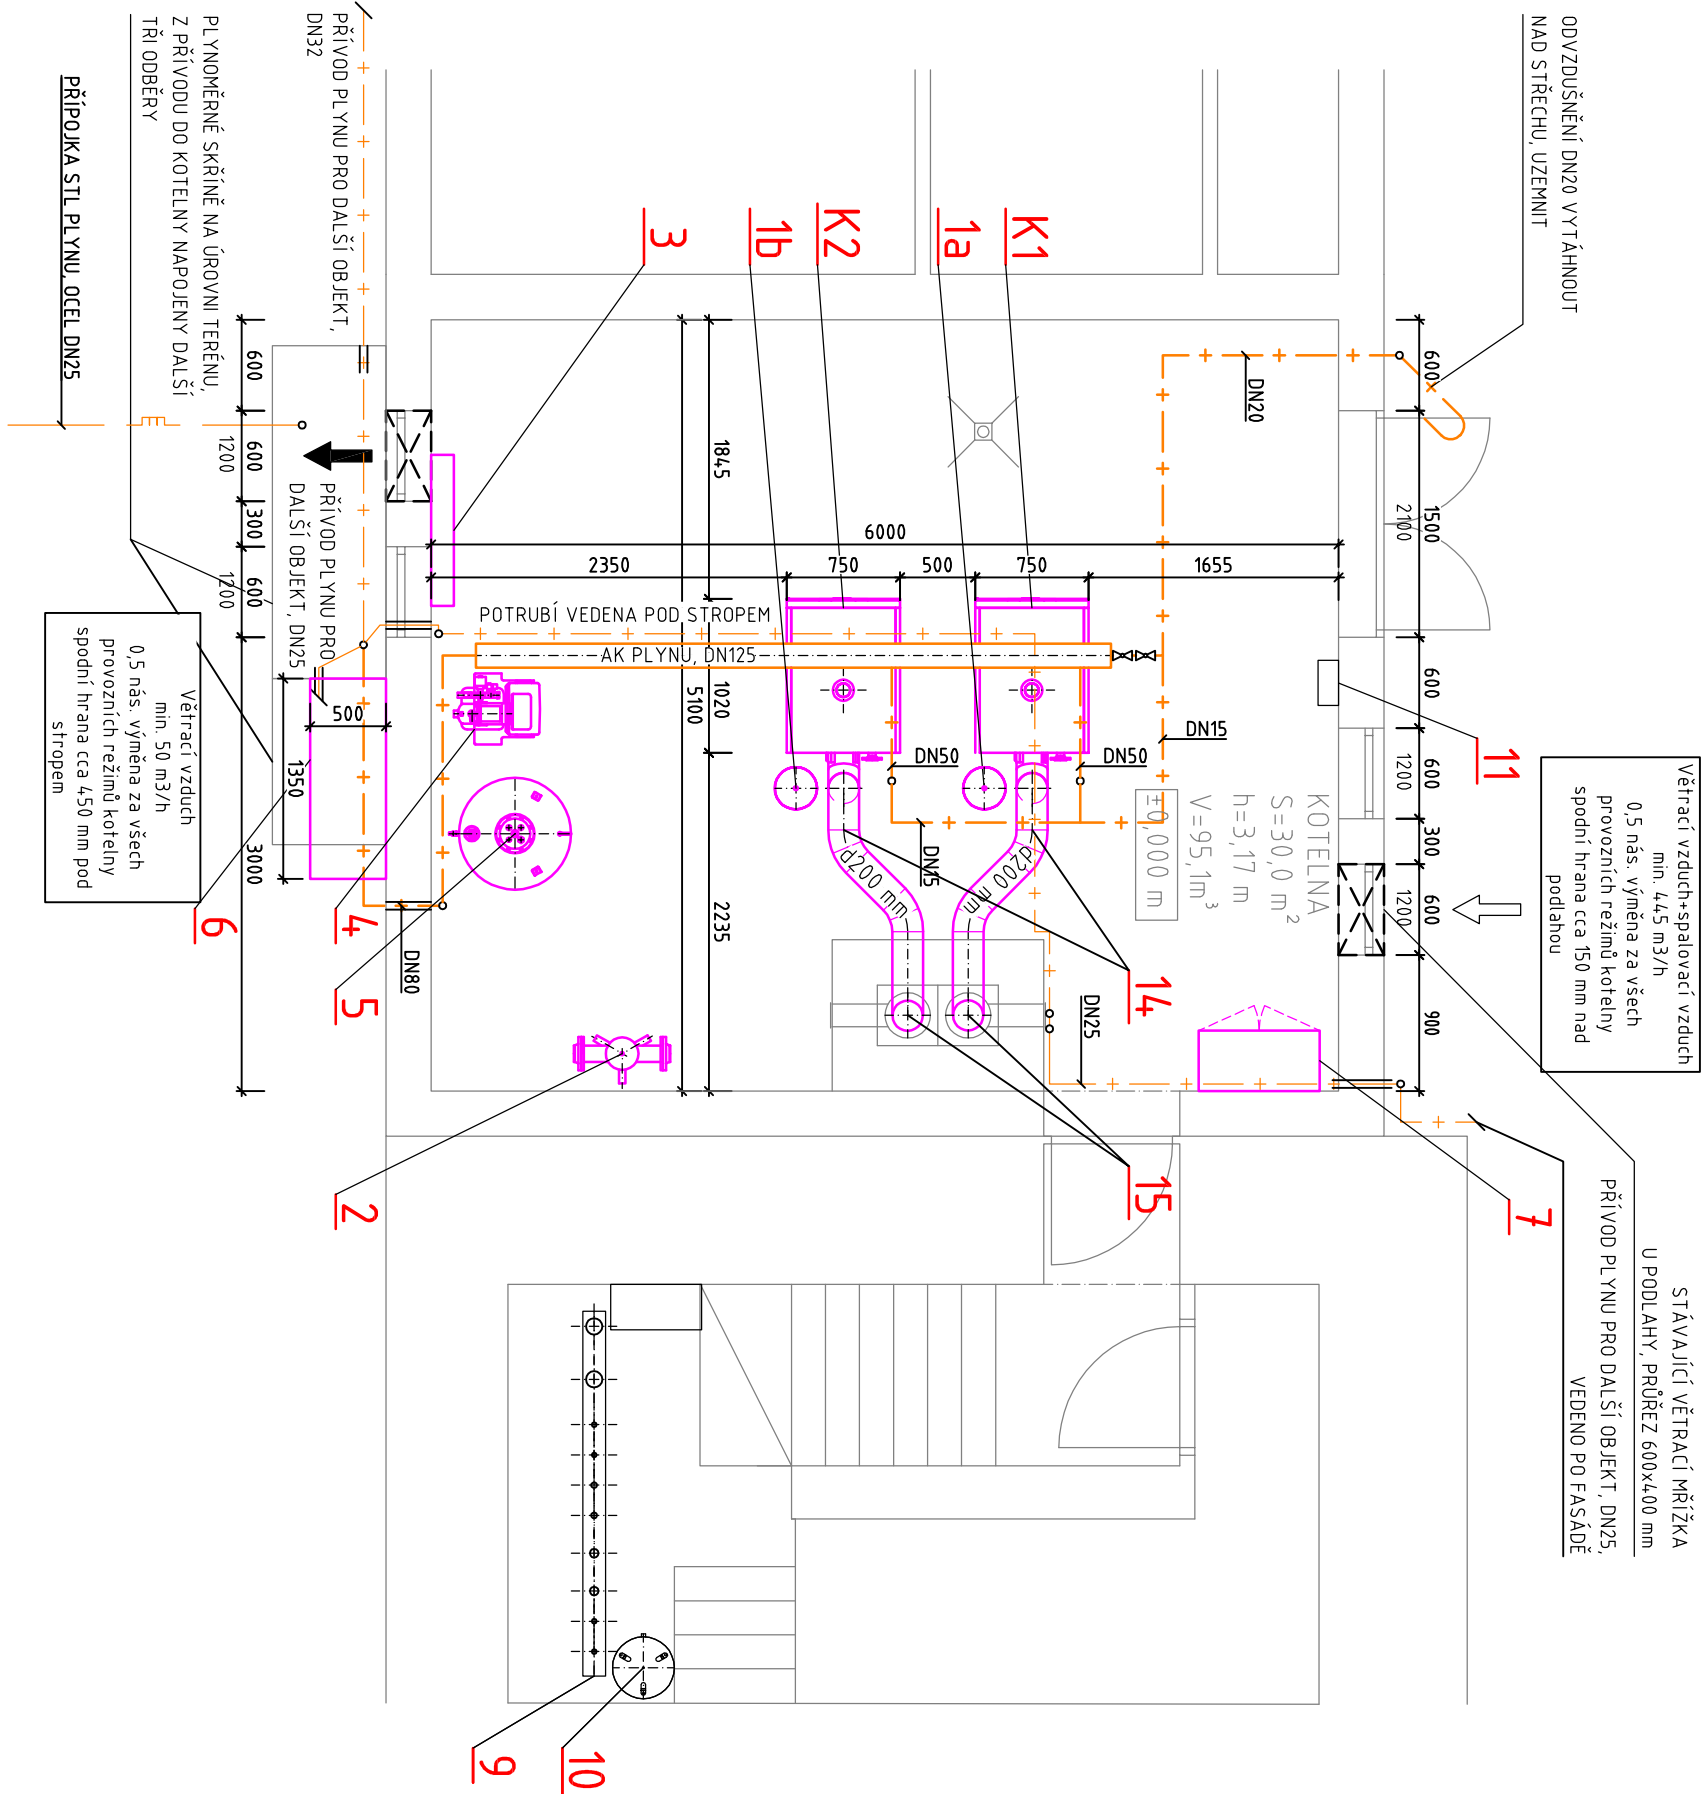 ODVZDUŠNĚNÍ DN20 VYTÁHNOUT
NAD STŘECHU, UZEMNIT
PŘÍVOD PLYNU PRO DALŠÍ OBJEKT,
DN32
PLYNOMĚRNÉ SKŘÍNĚ NA ÚROVNI TERÉNU,
Z PŘÍVODU DO KOTELNY NAPOJENY DALŠÍ
TŘI ODBĚRY
PŘÍPOJKA STL PLYNU, OCEL DN25
K1
1a
K2
1b
3
600
1500
2100
600
600
1200
300
600
1200
900
DN20
1845
1020
5100
2235
6000
2350
750
500
750
1655
600
600
1200
300
600
1200
3000
PŘÍVOD PLYNU PRO
DALŠÍ OBJEKT, DN25
POTRUBÍ VEDENA POD STROPEM
AK PLYNU, DN125
500
1350
DN50
DN50
DN15
DN15
DN80
DN25
d200 mm
d200 mm
KOTELNA
S=30,0 m²
h=3,17 m
V=95,1m³
±0,000 m
Větrací vzduch
min. 50 m3/h
0,5 nás. výměna za všech
provozních režimů kotelny
spodní hrana cca 450 mm pod
stropem
Větrací vzduch+spalovací vzduch
min. 445 m3/h
0,5 nás. výměna za všech
provozních režimů kotelny
spodní hrana cca 150 mm nad
podlahou
11
6
4
5
14
15
2
7
STÁVAJÍCÍ VĚTRACÍ MŘÍŽKA
U PODLAHY, PRŮŘEZ 600x400 mm
PŘÍVOD PLYNU PRO DALŠÍ OBJEKT, DN25,
VEDENO PO FASÁDĚ
9
10